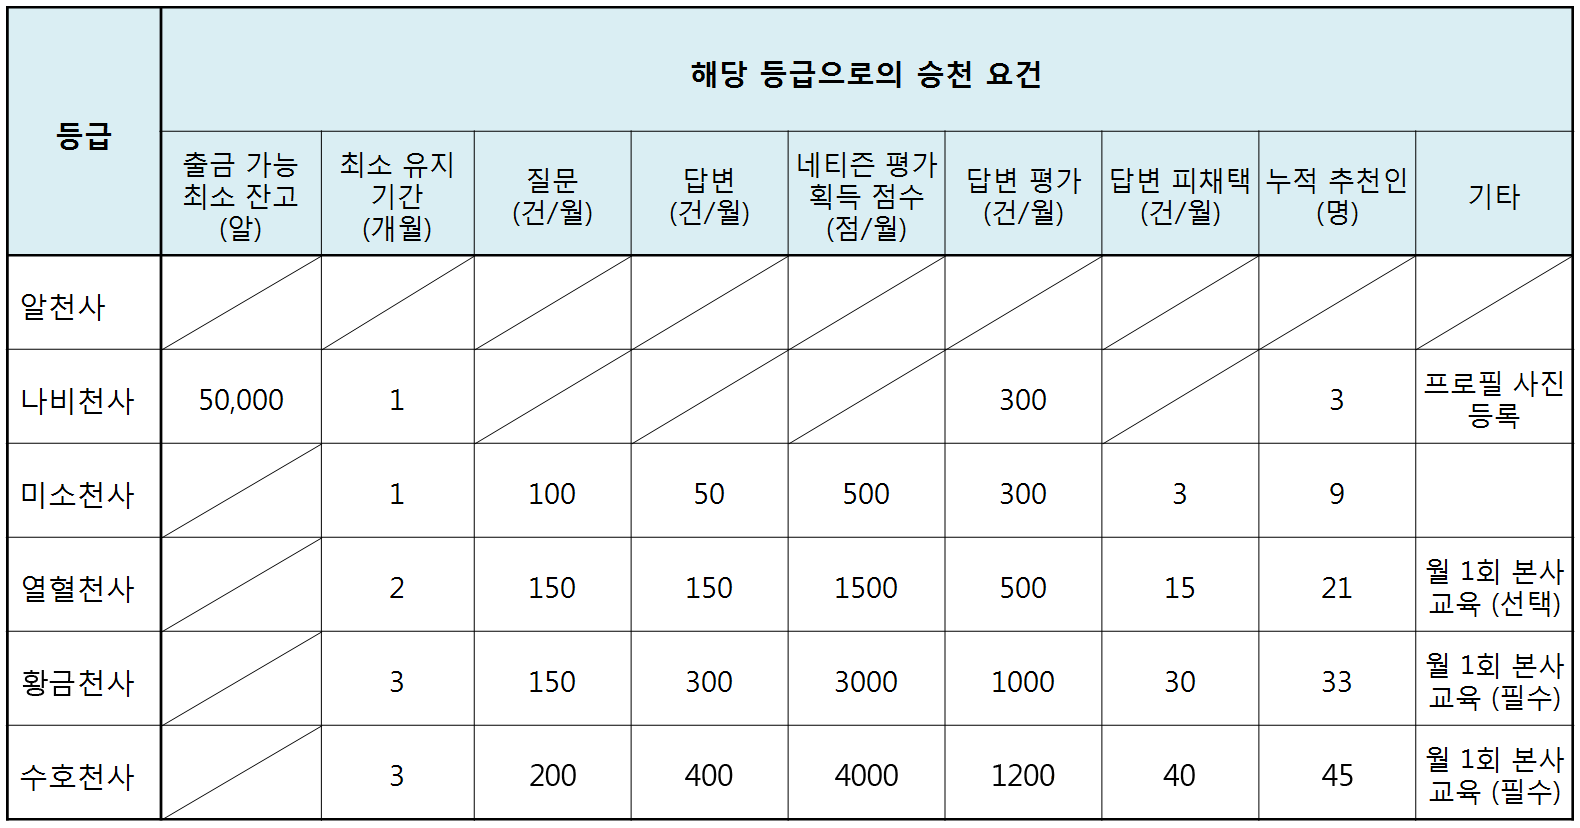 등급
해당 등급으로의 승천 요건
출금 가능
최소 잔고
(알)
최소 유지
기간
(개월)
질문
(건/월)
답변
(건/월)
네티즌 평가
획득 점수
(점/월)
답변 평가
(건/월)
답변 피채택
(건/월)
누적 추천인
(명)
기타
알천사
나비천사 50,000 1 300 3 프로필 사진
등록
미소천사 1 100 50 500 300 3 9
열혈천사 2 150 150 1500 500 15 21 월 1회 본사
교육 (선택)
황금천사 3 150 300 3000 1000 30 33 월 1회 본사
교육 (필수)
수호천사 3 200 400 4000 1200 40 45 월 1회 본사
교육 (필수)